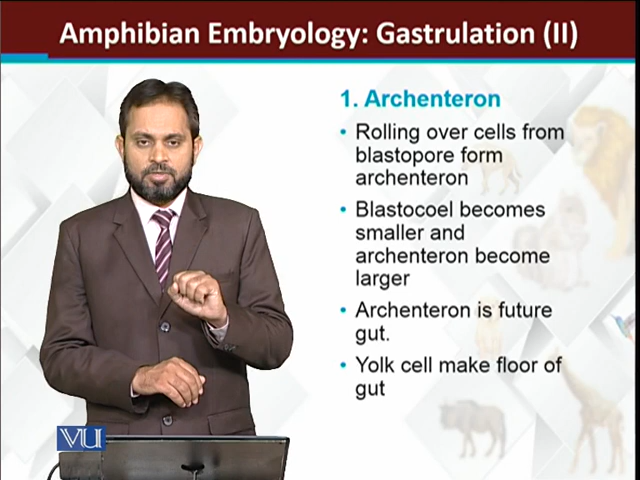 Amphibian Embryology: Gastrulation (II)
1. Archenteron
• Rolling over cells from
blastopore form
archenteron
• Blastocoel becomes
smaller and
archenteron become
larger
• Archenteron is future
gut.
• Yolk cell make floor of
gut
VU